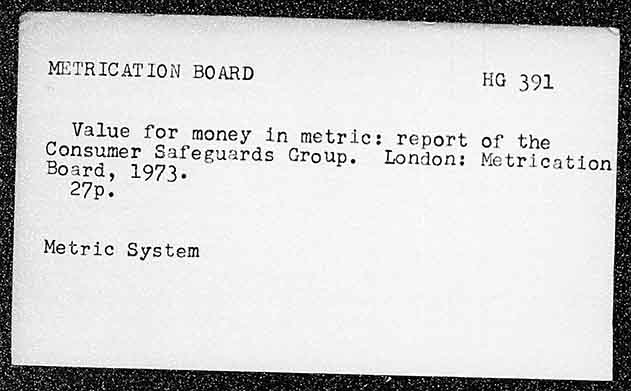 METRICATION BOARD HG 391
Value for money in metric: report of the
Consumer Safeguards Group. London: Metrication
Board, 1973.
27p.
Metric System